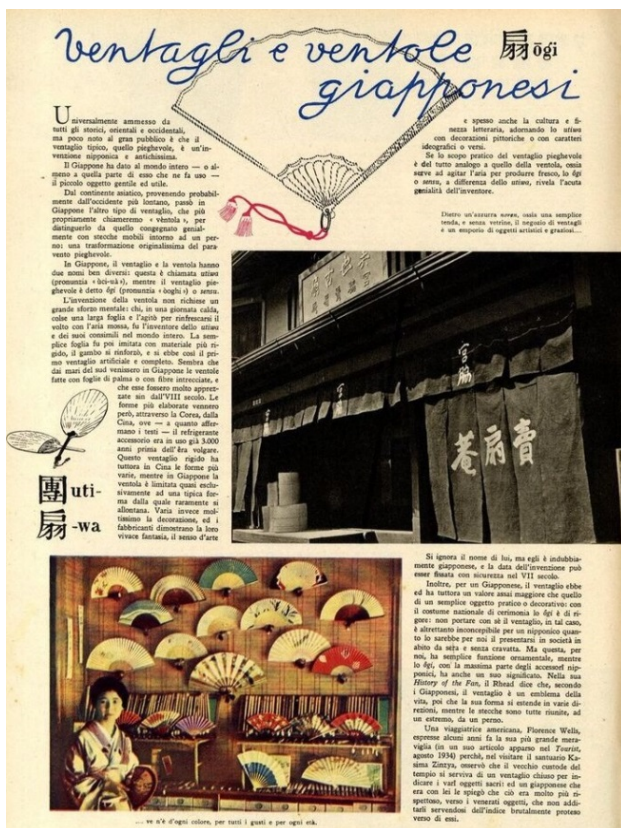 ventagli e ventole
giapponesi
扇 ōgi
Universalmente ammesso da
tutti gli storici, orientali e occidentali,
ma poco noto al gran pubblico è che il
ventaglio tipico, quello pieghevole, è un'in-
venzione nipponica e antichissima.
Il Giappone ha dato al mondo intero — o al-
meno a quella parte di esso che ne fa uso —
il piccolo oggetto gentile ed utile.
Dal continente asiatico, provenendo probabil-
mente dall'occidente più lontano, passò in
Giappone l'altro tipo di ventaglio, che più
propriamente chiameremo « vèntola », per
distinguerlo da quello congegnato genial-
mente con stecche mobili intorno ad un per-
no: una trasformazione originalissima del para-
vento pieghevole.
In Giappone, il ventaglio e la ventola hanno
due nomi ben diversi: questa è chiamata utiwa
(pronunzia « ùci-uà »), mentre il ventaglio pie-
ghevole è detto ōgi (pronunzia « òoghi ») o sensu.
L'invenzione della ventola non richiese un
grande sforzo mentale: chi, in una giornata calda,
colse una larga foglia e l'agitò per rinfrescarsi il
volto con l'aria mossa, fu l'inventore dello utiwa
e dei suoi consimili nel mondo intero. La sem-
plice foglia fu poi imitata con materiale più ri-
gido, il gambo si rinforzò, e si ebbe così il pri-
mo ventaglio artificiale e completo. Sembra che
dai mari del sud venissero in Giappone le ventole
fatte con foglie di palma o con fibre intrecciate, e
che esse fossero molto apprez-
zate sin dall'VIII secolo. Le
forme più elaborate vennero
però, attraverso la Corea, dalla
Cina, ove — a quanto affer-
mano i testi — il refrigerante
accessorio era in uso già 3.000
anni prima dell'èra volgare.
Questo ventaglio rigido ha
tuttora in Cina le forme più
varie, mentre in Giappone la
ventola è limitata quasi esclu-
sivamente ad una tipica for-
ma dalla quale raramente si
allontana. Varia invece mol-
tissimo la decorazione, ed i
fabbricanti dimostrano la loro
vivace fantasia, il senso d'arte
團 uti-
扇 -wa
e spesso anche la cultura e fi-
nezza letteraria, adornando lo utiwa
con decorazioni pittoriche o con caratteri
ideografici o versi.
Se lo scopo pratico del ventaglio pieghevole
è del tutto analogo a quello della ventola, ossia
serve ad agitar l'aria per produrre fresco, lo ōgi
o sensu, a differenza dello utiwa, rivela l'acuta
genialità dell'inventore.
Dietro un'azzurra noren, ossia una semplice
tenda, e senza vetrine, il negozio di ventagli
è un emporio di oggetti artistici e graziosi...
宮脇
宮脇
宮脇
賣扇菴
Si ignora il nome di lui, ma egli è indubbia-
mente giapponese, e la data dell'invenzione può
esser fissata con sicurezza nel VII secolo.
Inoltre, per un Giapponese, il ventaglio ebbe
ed ha tuttora un valore assai maggiore che quello
di un semplice oggetto pratico o decorativo: con
il costume nazionale di cerimonia lo ōgi è di ri-
gore: non portare con sè il ventaglio, in tal caso,
è altrettanto inconcepibile per un nipponico quan-
to lo sarebbe per noi il presentarsi in società in
abito da sera e senza cravatta. Ma questa, per
noi, ha semplice funzione ornamentale, mentre
lo ōgi, con la massima parte degli accessorî nip-
ponici, ha anche un suo significato. Nella sua
History of the Fan, il Rhead dice che, secondo
i Giapponesi, il ventaglio è un emblema della
vita, poi che la sua forma si estende in varie di-
rezioni, mentre le stecche sono tutte riunite, ad
un estremo, da un perno.
Una viaggiatrice americana, Florence Wells,
espresse alcuni anni fa la sua più grande mera-
viglia (in un suo articolo apparso nel Tourist,
agosto 1934) perchè, nel visitare il santuario Ka-
sima Zinzya, osservò che il vecchio custode del
tempio si serviva di un ventaglio chiuso per in-
dicare i varî oggetti sacri: ed un giapponese che
era con lei le spiegò che ciò era molto più ri-
spettoso, verso i venerati oggetti, che non addi-
tarli servendosi dell'indice brutalmente proteso
verso di essi.
... ve n'è d'ogni colore, per tutti i gusti e per ogni età.